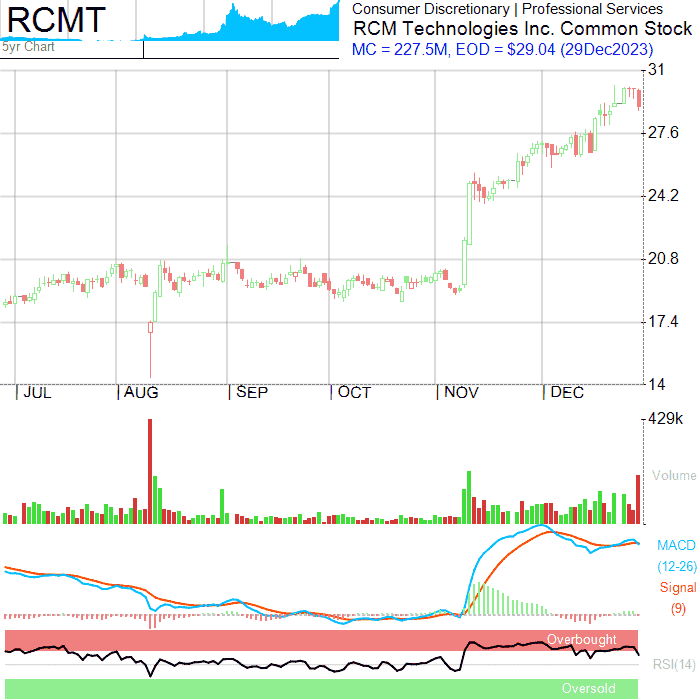 RCMT
5yr Chart
Consumer Discretionary | Professional Services
RCM Technologies Inc. Common Stock
MC = 227.5M, EOD = $29.04 (29Dec2023)
31
27.6
24.2
20.8
17.4
14
JUL AUG SEP OCT NOV DEC
429k
Volume
MACD
(12-26)
Signal
(9)
Overbought
RSI(14)
Oversold